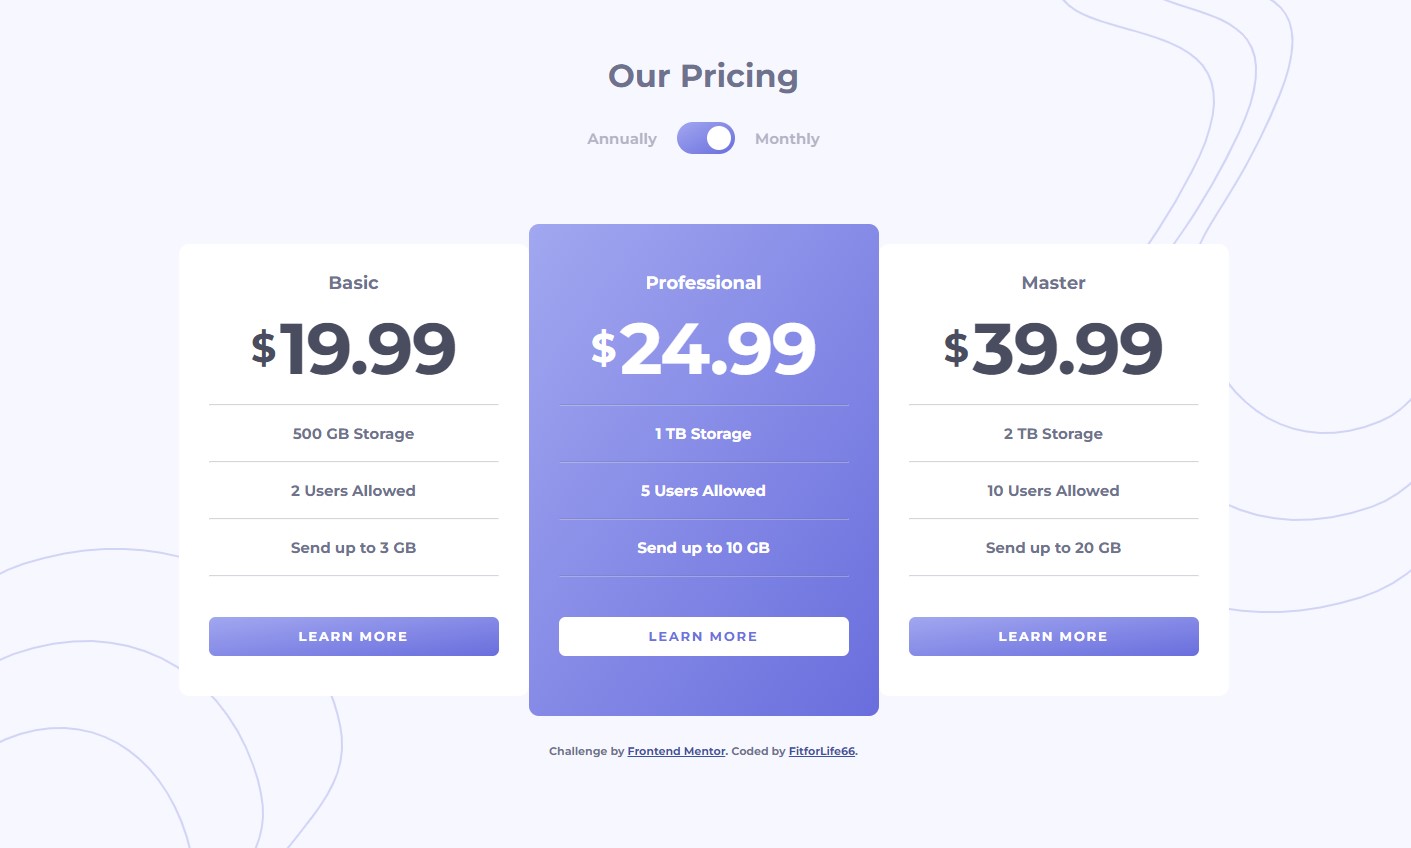 Our Pricing
Annually Monthly
Basic
$19.99
500 GB Storage
2 Users Allowed
Send up to 3 GB
LEARN MORE
Professional
$24.99
1 TB Storage
5 Users Allowed
Send up to 10 GB
LEARN MORE
Master
$39.99
2 TB Storage
10 Users Allowed
Send up to 20 GB
LEARN MORE
Challenge by Frontend Mentor. Coded by FitforLife66.